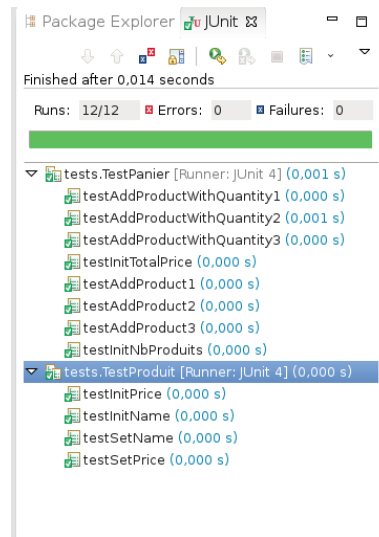 Package Explorer JUnit
Finished after 0,014 seconds
Runs: 12/12 Errors: 0 Failures: 0
tests.TestPanier [Runner: JUnit 4] (0,001 s)
testAddProductWithQuantity1 (0,000 s)
testAddProductWithQuantity2 (0,001 s)
testAddProductWithQuantity3 (0,000 s)
testInitTotalPrice (0,000 s)
testAddProduct1 (0,000 s)
testAddProduct2 (0,000 s)
testAddProduct3 (0,000 s)
testInitNbProduits (0,000 s)
tests.TestProduit [Runner: JUnit 4] (0,000 s)
testInitPrice (0,000 s)
testInitName (0,000 s)
testSetName (0,000 s)
testSetPrice (0,000 s)